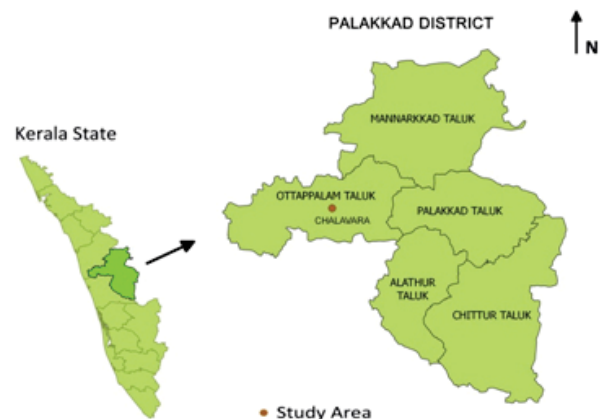 PALAKKAD DISTRICT
N
Kerala State
MANNARKKAD TALUK
OTTAPPALAM TALUK
CHALAVARA
PALAKKAD TALUK
ALATHUR
TALUK
CHITTUR TALUK
Study Area